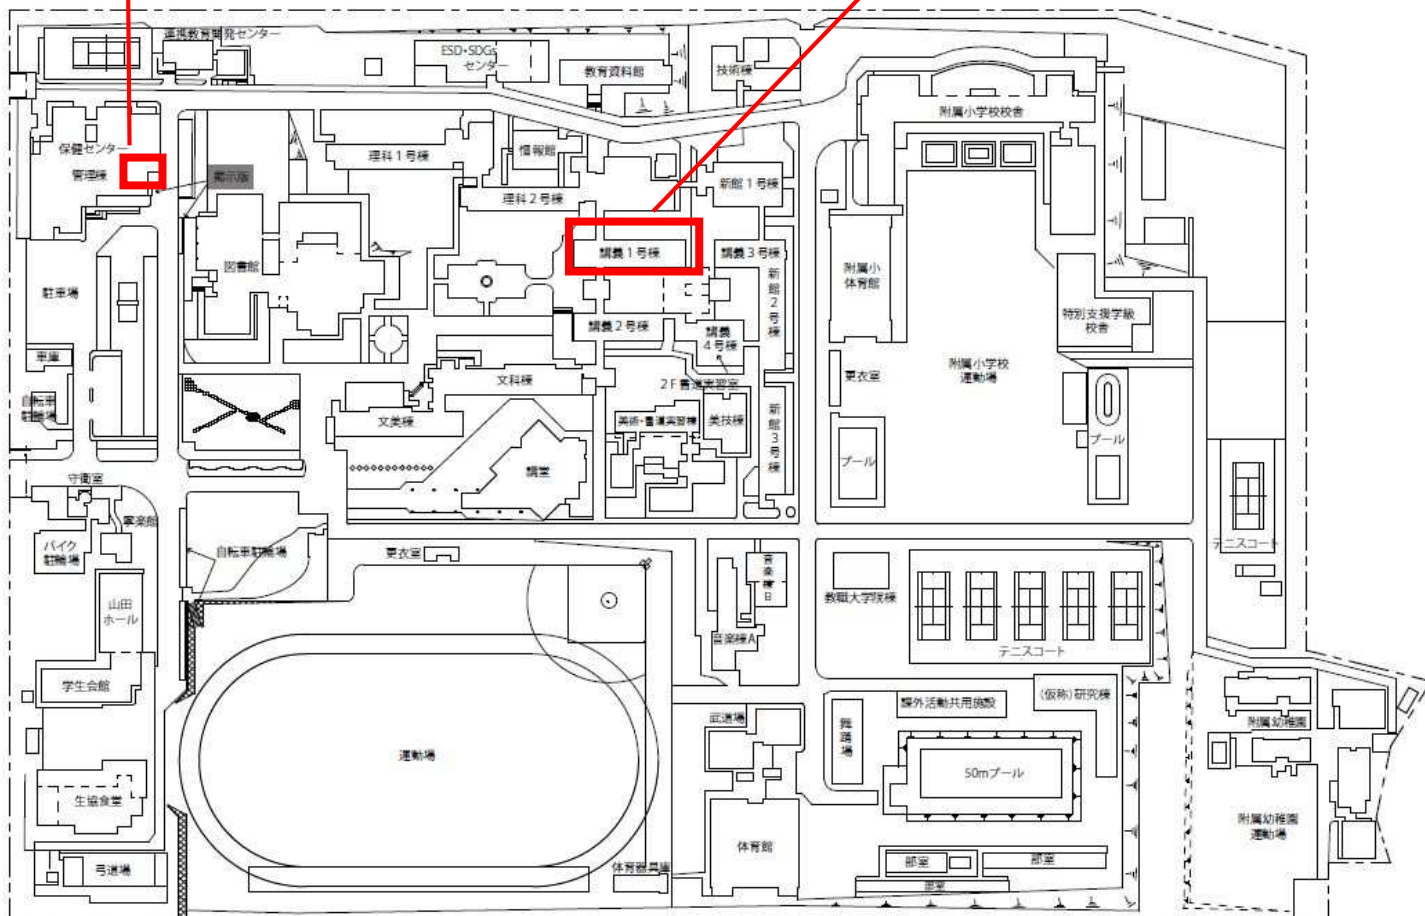 連携教育開発センター
ESD・SDGs
センター
教育資料館
技術棟
附属小学校校舎
保健センター
管理棟
掲示版
理科1号棟
情報館
理科2号棟
新館1号棟
講義1号棟
講義3号棟
新館2号棟
図書館
駐車場
附属小
体育館
特別支援学級
校舎
講義2号棟
講義
4号棟
車庫
自転車
駐輪場
文科棟
2F書道実習室
更衣室
附属小学校
運動場
文美棟
美術・書道実習棟
美技棟
新館3号棟
プール
プール
講堂
守衛室
寧楽館
バイク
駐輪場
自転車駐輪場
更衣室
音楽棟B
テニスコート
山田
ホール
教職大学院棟
音楽棟A
テニスコート
学生会館
課外活動共用施設
(仮称)研究棟
武道場
舞踊場
附属幼稚園
運動場
50mプール
生協食堂
附属幼稚園
運動場
体育館
体育器具庫
弓道場
部室
部室
部室